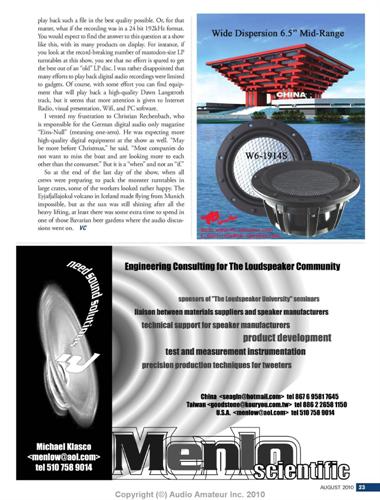 play back such a file in the best quality possible. Or, for that
matter, what if the recording was in a 24 bit 192kHz format.
You would expect to find the answer to this question at a show
like this, with its many products on display. For instance, if
you look at the record-breaking number of mastodon-size LP
turntables at this show, you see that no effort is spared to get
the best out of an "old" LP disc. I was rather disappointed that
many efforts to play back digital audio recordings were limited
to gadgets. Of course, with some effort you can find equip-
ment that will play back a high-quality Dawn Langstroth
track, but it seems that more attention is given to Internet
Radio, visual presentation, Wifi, and PC software.
I vented my frustration to Christian Rechenbach, who
is responsible for the German digital audio only magazine
"Eins-Null" (meaning one-zero). He was expecting more
high-quality digital equipment at the show as well. "May
be more before Christmas," he said. "Most companies do
not want to miss the boat and are looking more to each
other than the consumer." But it is a "when" and not an "if."
So at the end of the last day of the show, when all
crews were preparing to pack the monster turntables in
large crates, some of the workers looked rather happy. The
Eyjafjallajokul volcano in Iceland made flying from Munich
impossible, but as the sun was still shining after all the
heavy lifting, at least there was some extra time to spend in
one of those Bavarian beer gardens where the audio discus-
sions went on. VC
Wide Dispersion 6.5" Mid-Range
CHINA
W6-1914S
need sound solutions?
Engineering Consulting for The Loudspeaker Community
sponsors of "The Loudspeaker University" seminars
liaison between materials suppliers and speaker manufacturers
technical support for speaker manufacturers
product development
test and measurement instrumentation
precision production techniques for tweeters
China <seagln@hotmail.com> tel 867 6 9581 7645
Taiwan <goodstone@kauryou.com.tw> tel 886 2 2658 1150
U.S.A. <menlow@aol.com> tel 510 758 9014
Michael Klasco
<menlow@aol.com>
tel 510 758 9014
Menlo
scientific
AUGUST 2010 23
Copyright (©) Audio Amateur Inc. 2010